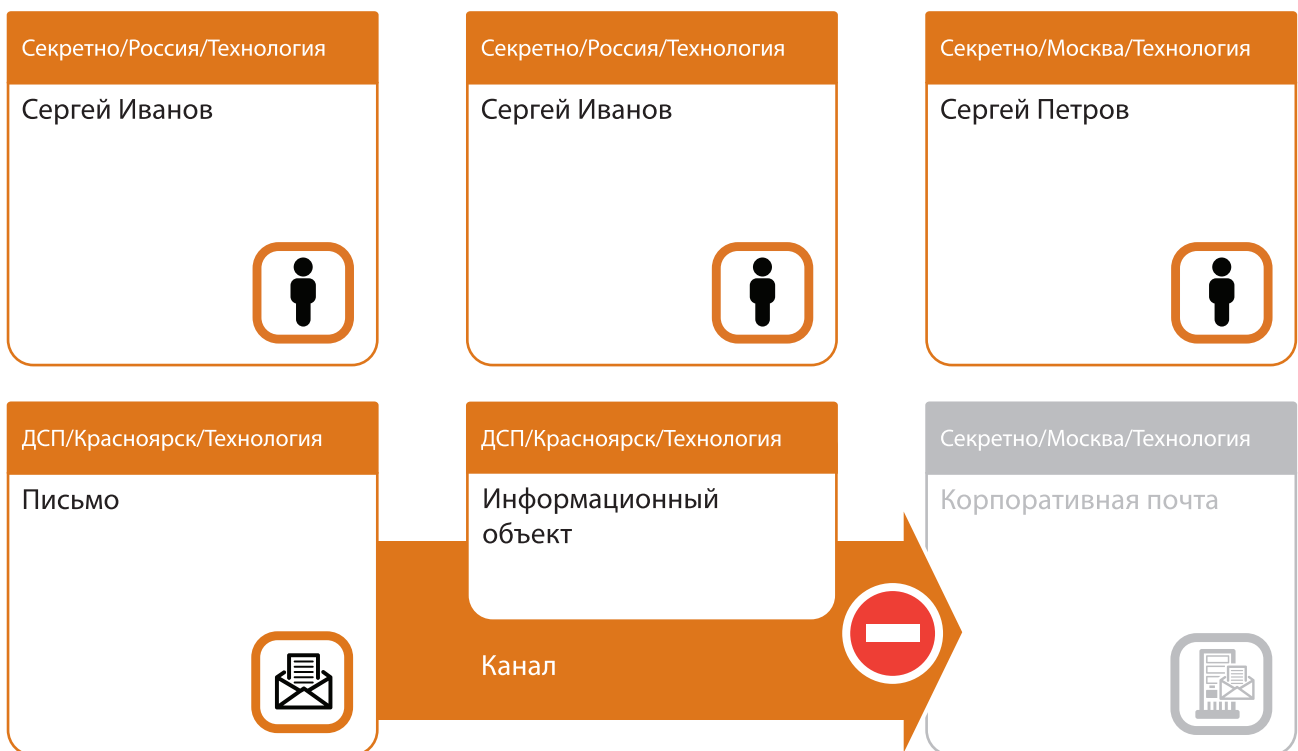 Секретно/Россия/Технология
Сергей Иванов
Секретно/Россия/Технология
Сергей Иванов
Секретно/Москва/Технология
Сергей Петров
ДСП/Красноярск/Технология
Письмо
ДСП/Красноярск/Технология
Информационный
объект
Канал
Секретно/Москва/Технология
Корпоративная почта